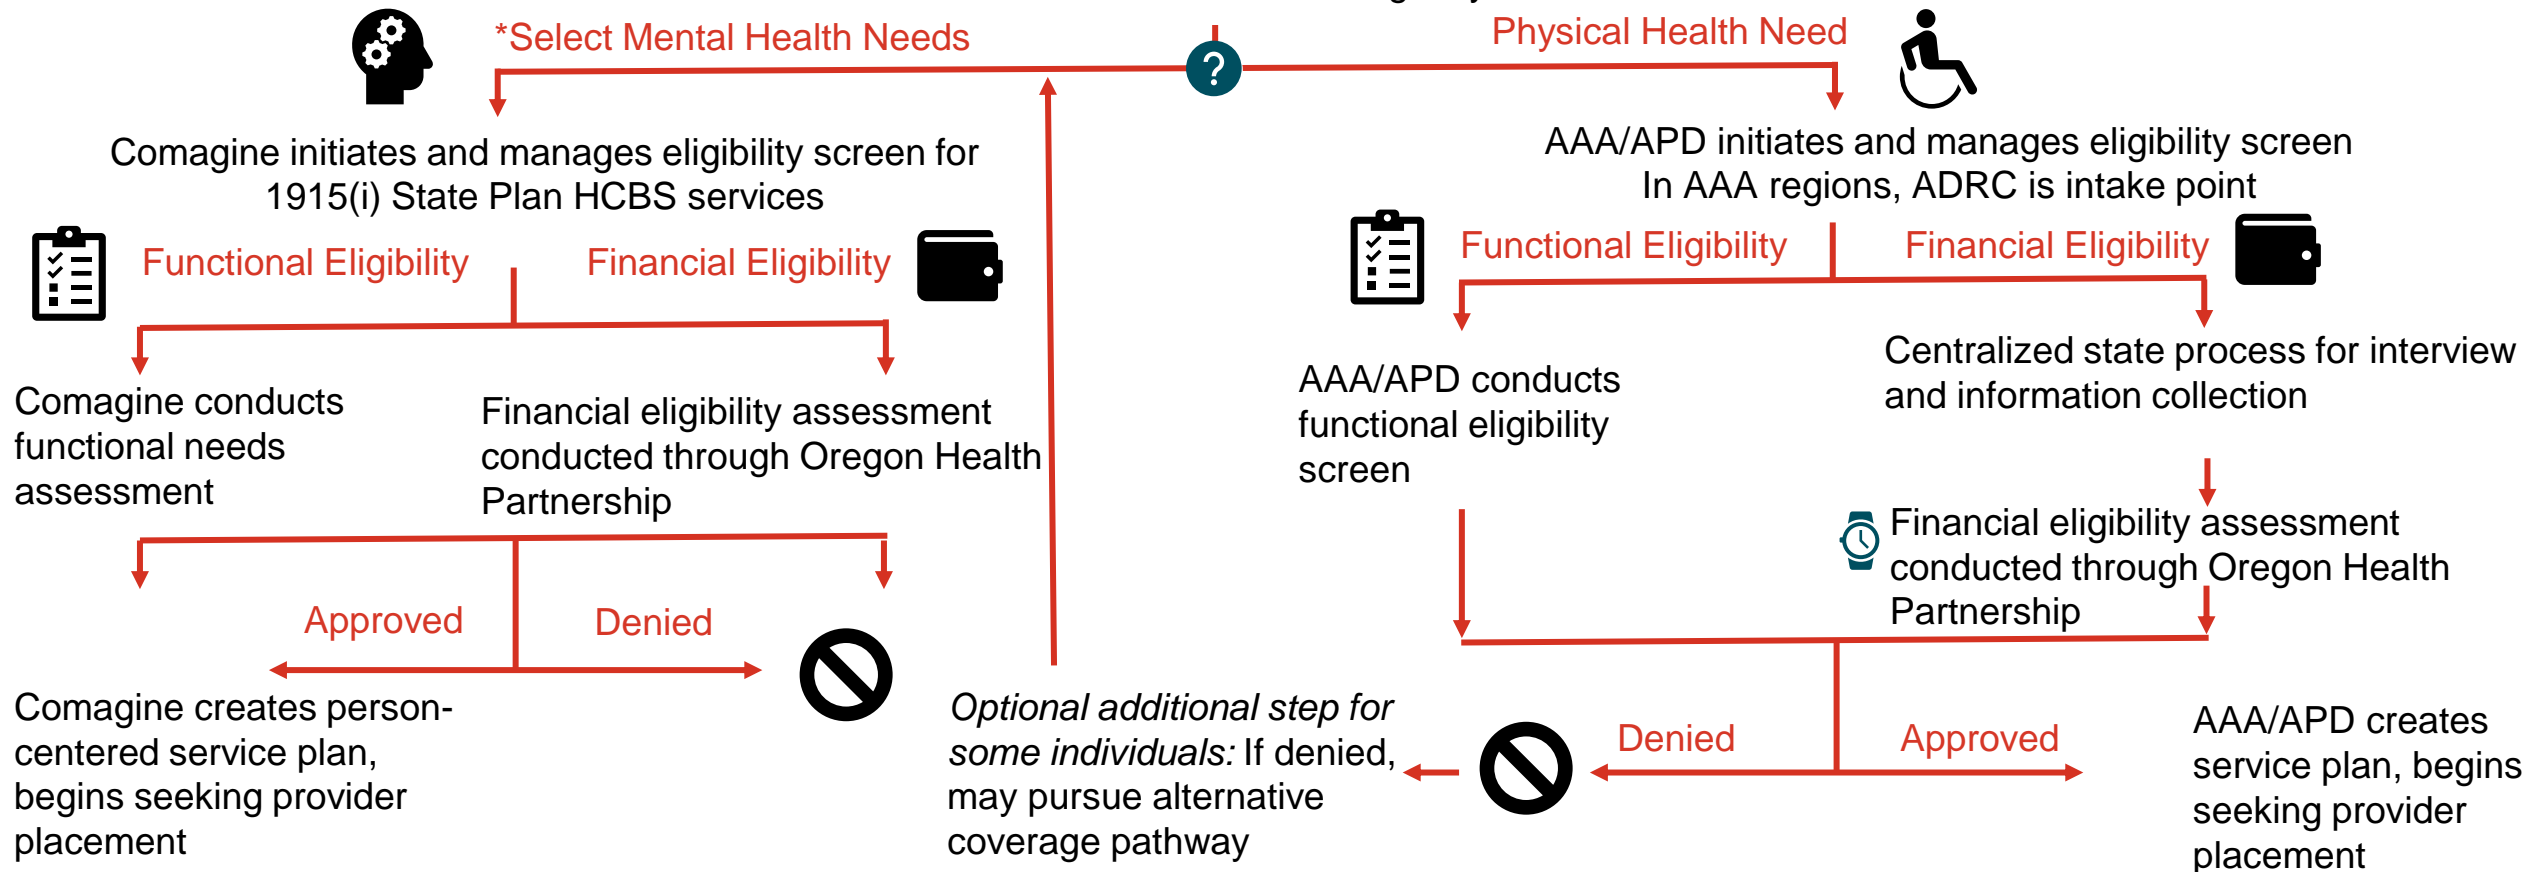 *Select Mental Health Needs
?
Physical Health Need
Comagine initiates and manages eligibility screen for
1915(i) State Plan HCBS services
Functional Eligibility
Financial Eligibility
Comagine conducts
functional needs
assessment
Financial eligibility assessment
conducted through Oregon Health
Partnership
Approved
Denied
Comagine creates person-
centered service plan,
begins seeking provider
placement
Optional additional step for
some individuals: If denied,
may pursue alternative
coverage pathway
AAA/APD initiates and manages eligibility screen
In AAA regions, ADRC is intake point
Functional Eligibility
Financial Eligibility
AAA/APD conducts
functional eligibility
screen
Centralized state process for interview
and information collection
Financial eligibility assessment
conducted through Oregon Health
Partnership
Denied
Approved
AAA/APD creates
service plan, begins
seeking provider
placement